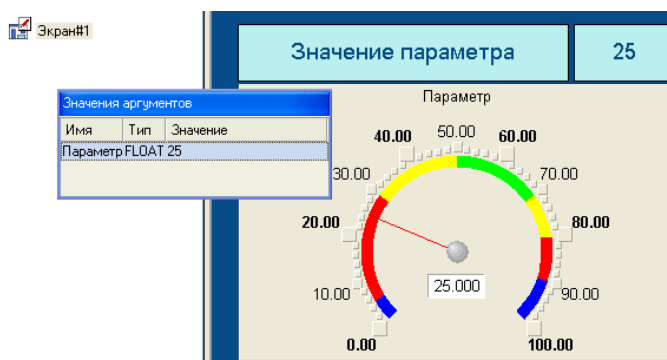 Экран#1
Значение параметра 25
Значения аргументов
Имя Тип Значение
Параметр FLOAT 25
Параметр
40.00 50.00 60.00
30.00 70.00
20.00 80.00
25.000
10.00 90.00
0.00 100.00